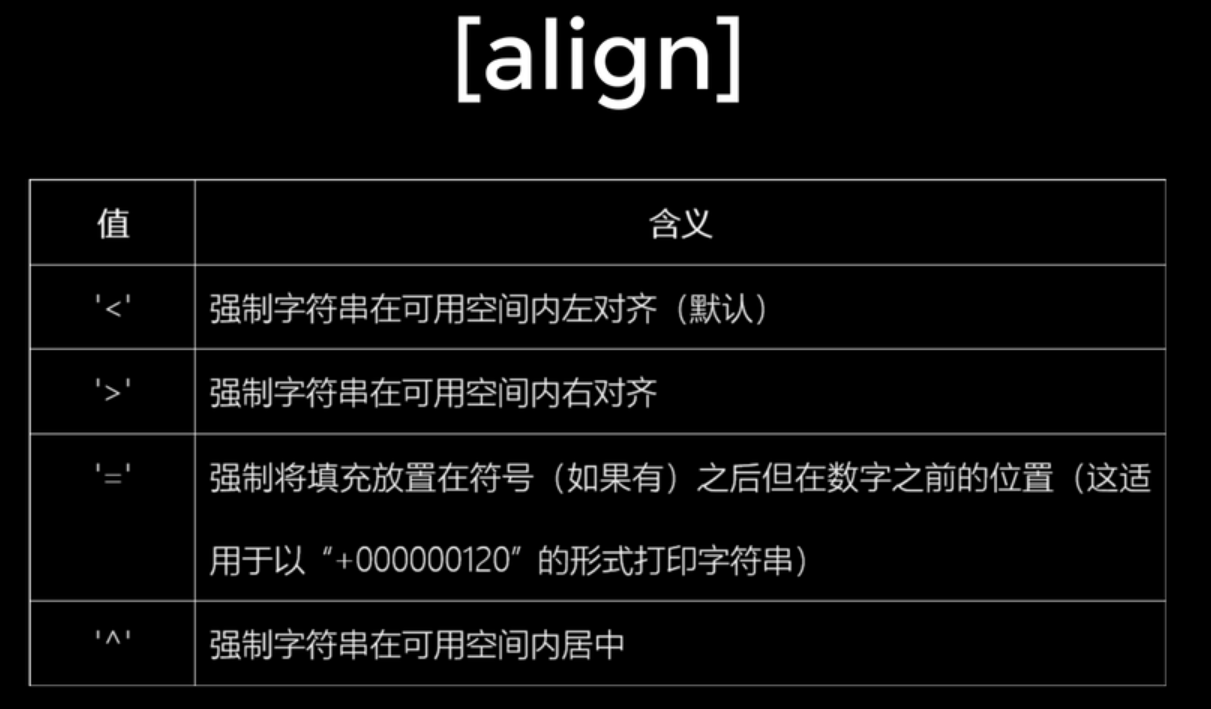 [align]
值 含义
'<' 强制字符串在可用空间内左对齐（默认）
'>' 强制字符串在可用空间内右对齐
'=' 强制将填充放置在符号（如果有）之后但在数字之前的位置（这适
用于以“+000000120”的形式打印字符串）
'^' 强制字符串在可用空间内居中